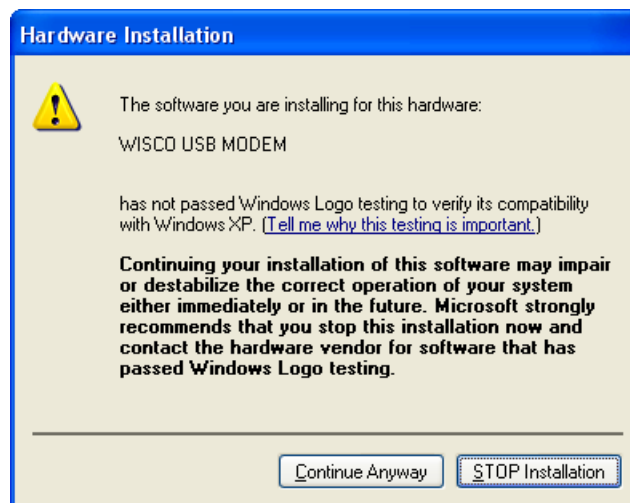 Hardware Installation
The software you are installing for this hardware:
WISCO USB MODEM
has not passed Windows Logo testing to verify its compatibility
with Windows XP. (Tell me why this testing is important.)
Continuing your installation of this software may impair
or destabilize the correct operation of your system
either immediately or in the future. Microsoft strongly
recommends that you stop this installation now and
contact the hardware vendor for software that has
passed Windows Logo testing.
Continue Anyway
STOP Installation